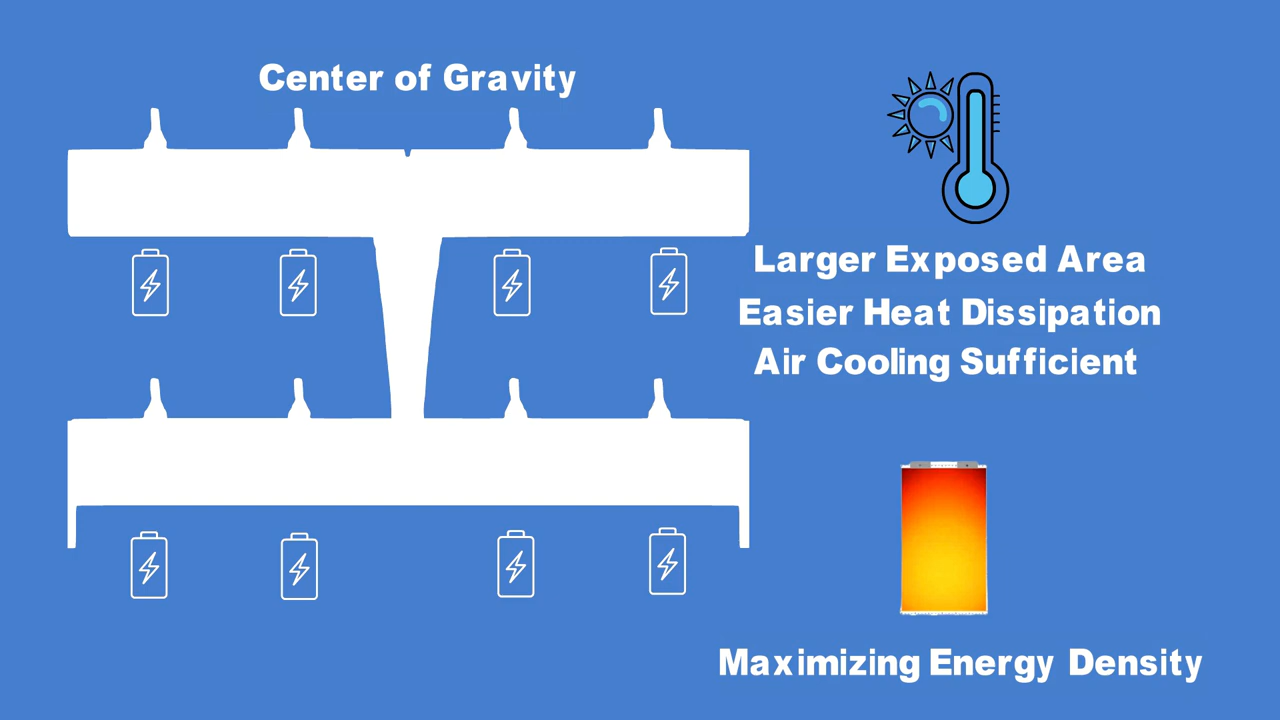 Center of Gravity
Larger Exposed Area
Easier Heat Dissipation
Air Cooling Sufficient
Maximizing Energy Density